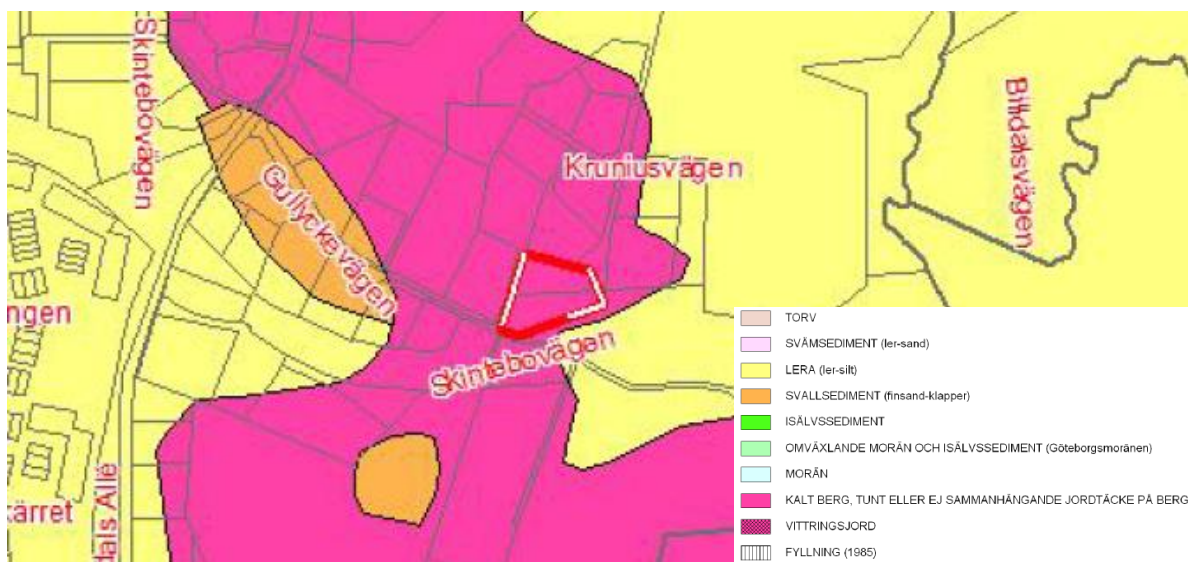 Skintebovägen
Gullyckevägen
Kruniusvägen
Billdalsvägen
ngen
Skintebovägen
ärret
dals Allé
TORV
SVÄMSEDIMENT (ler-sand)
LERA (ler-silt)
SVALLSEDIMENT (finsand-klapper)
ISÄLVSSEDIMENT
OMVÄXLANDE MORÄN OCH ISÄLVSSEDIMENT (Göteborgsmoränen)
MORÄN
KALT BERG, TUNT ELLER EJ SAMMANHÄNGANDE JORDTÄCKE PÅ BERG
VITTRINGSJORD
FYLLNING (1985)